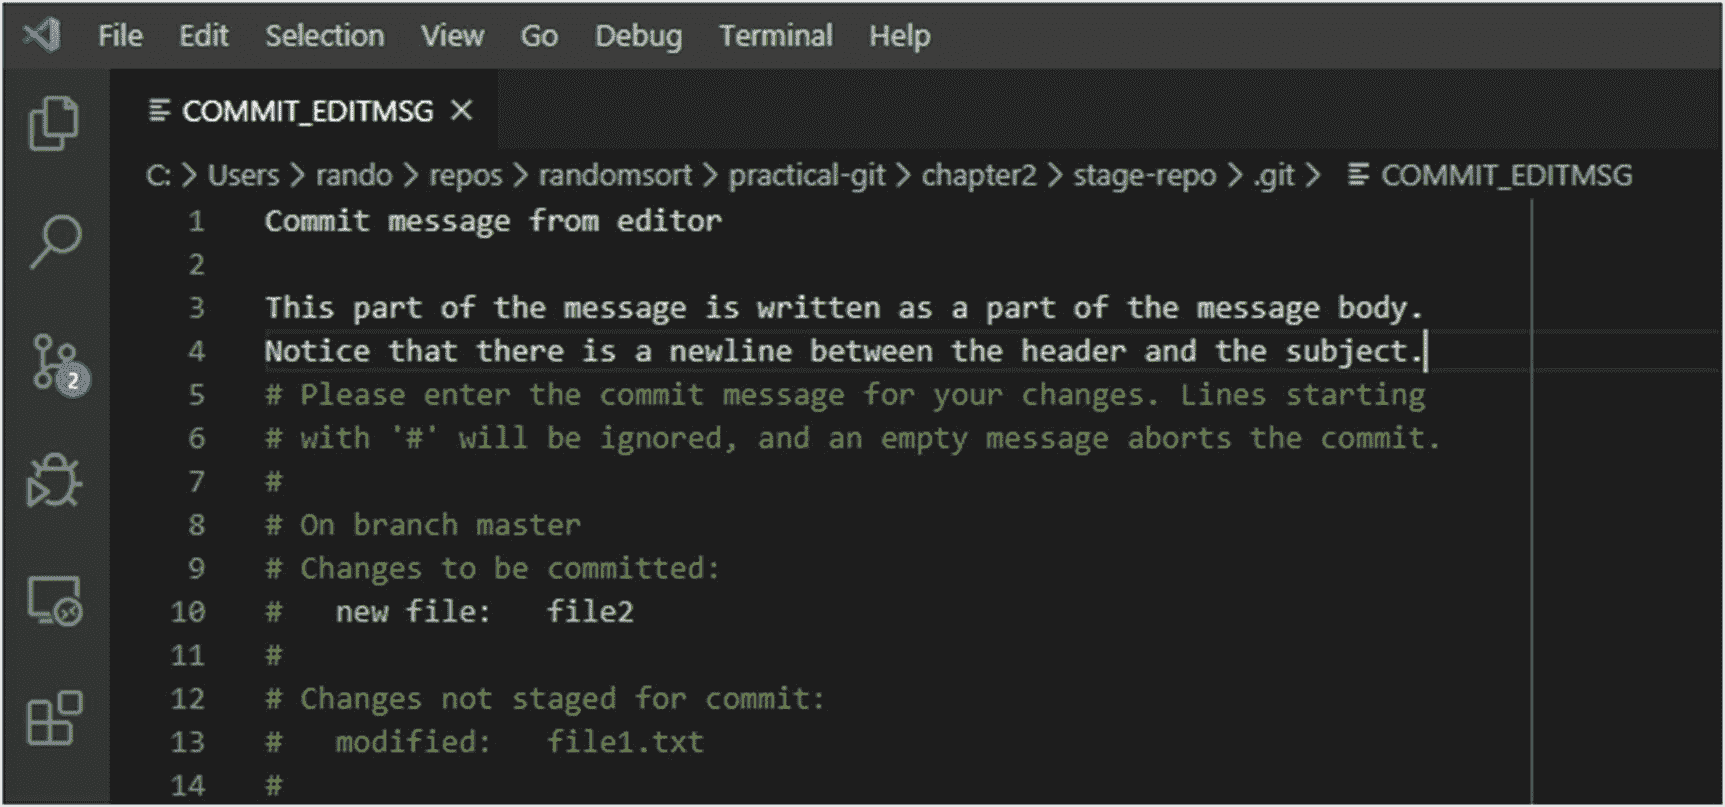 File Edit Selection View Go Debug Terminal Help
COMMIT_EDITMSG
C: > Users > rando > repos > randomsort > practical-git > chapter2 > stage-repo > .git > COMMIT_EDITMSG
1 Commit message from editor
2
3 This part of the message is written as a part of the message body.
4 Notice that there is a newline between the header and the subject.
2
5 # Please enter the commit message for your changes. Lines starting
6 # with '#' will be ignored, and an empty message aborts the commit.
7 #
8 # On branch master
9 # Changes to be committed:
10 #   new file:   file2
11 #
12 # Changes not staged for commit:
13 #   modified:   file1.txt
14 #